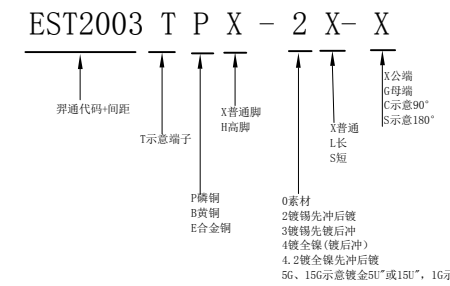 EST2003 T P X - 2 X- X
X公端
G母端
C示意90°
S示意180°
羿通代码+间距
X普通脚
H高脚
T示意端子
X普通
L长
S短
P磷铜
B黄铜
E合金铜
0素材
2镀锡先冲后镀
3镀锡先镀后冲
4镀全镍(镀后冲)
4.2镀全镍先冲后镀
5G、15G示意镀金5U"或15U", 1G示